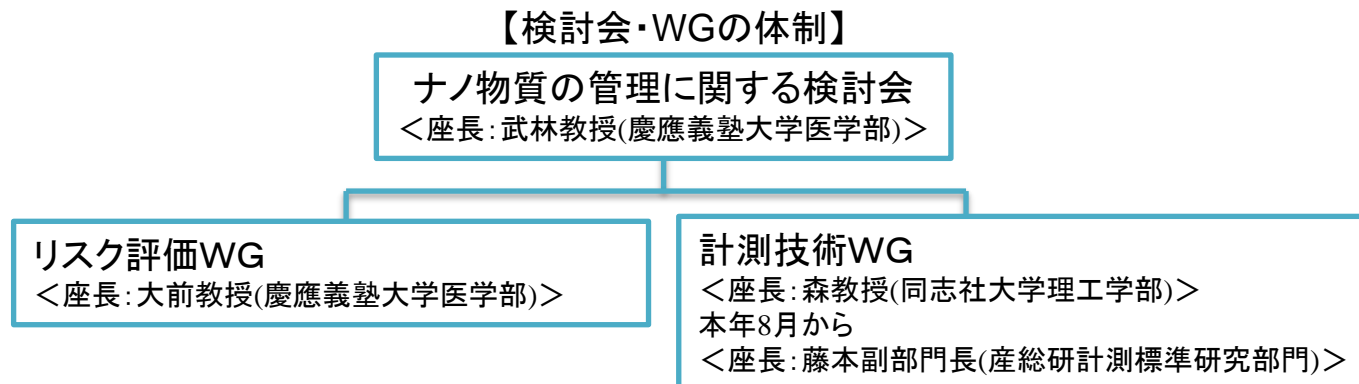 【検討会・WGの体制】
ナノ物質の管理に関する検討会
＜座長：武林教授(慶應義塾大学医学部)＞
リスク評価WG
＜座長：大前教授(慶應義塾大学医学部)＞
計測技術WG
＜座長：森教授(同志社大学理工学部)＞
本年8月から
＜座長：藤本副部門長(産総研計測標準研究部門)＞